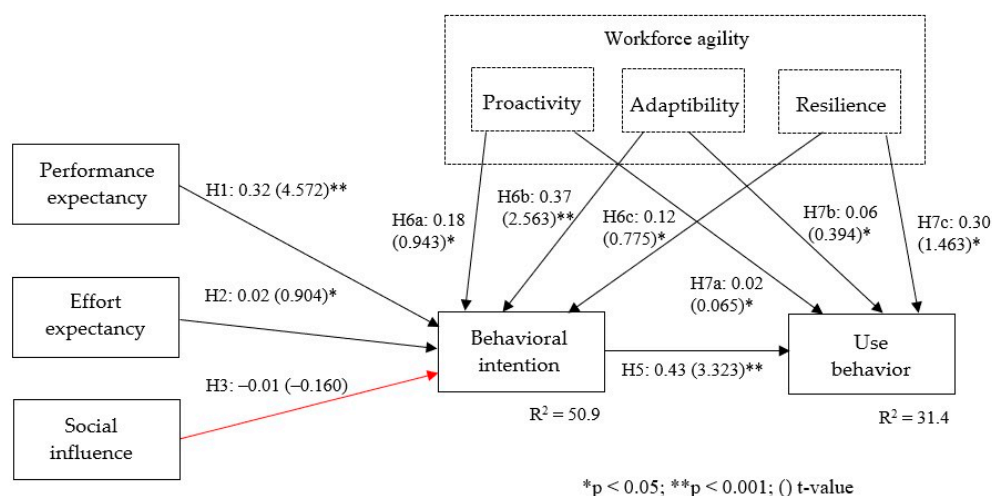 Workforce agility
Proactivity
Adaptibility
Resilience
Performance
expectancy
H1: 0.32 (4.572)**
H6a: 0.18
(0.943)*
H6b: 0.37
(2.563)**
H6c: 0.12
(0.775)*
H7b: 0.06
(0.394)*
H7c: 0.30
(1.463)*
Effort
expectancy
H2: 0.02 (0.904)*
H7a: 0.02
(0.065)*
Behavioral
intention
Use
behavior
H3: –0.01 (–0.160)
H5: 0.43 (3.323)**
Social
influence
R² = 50.9
R² = 31.4
*p < 0.05; **p < 0.001; () t-value